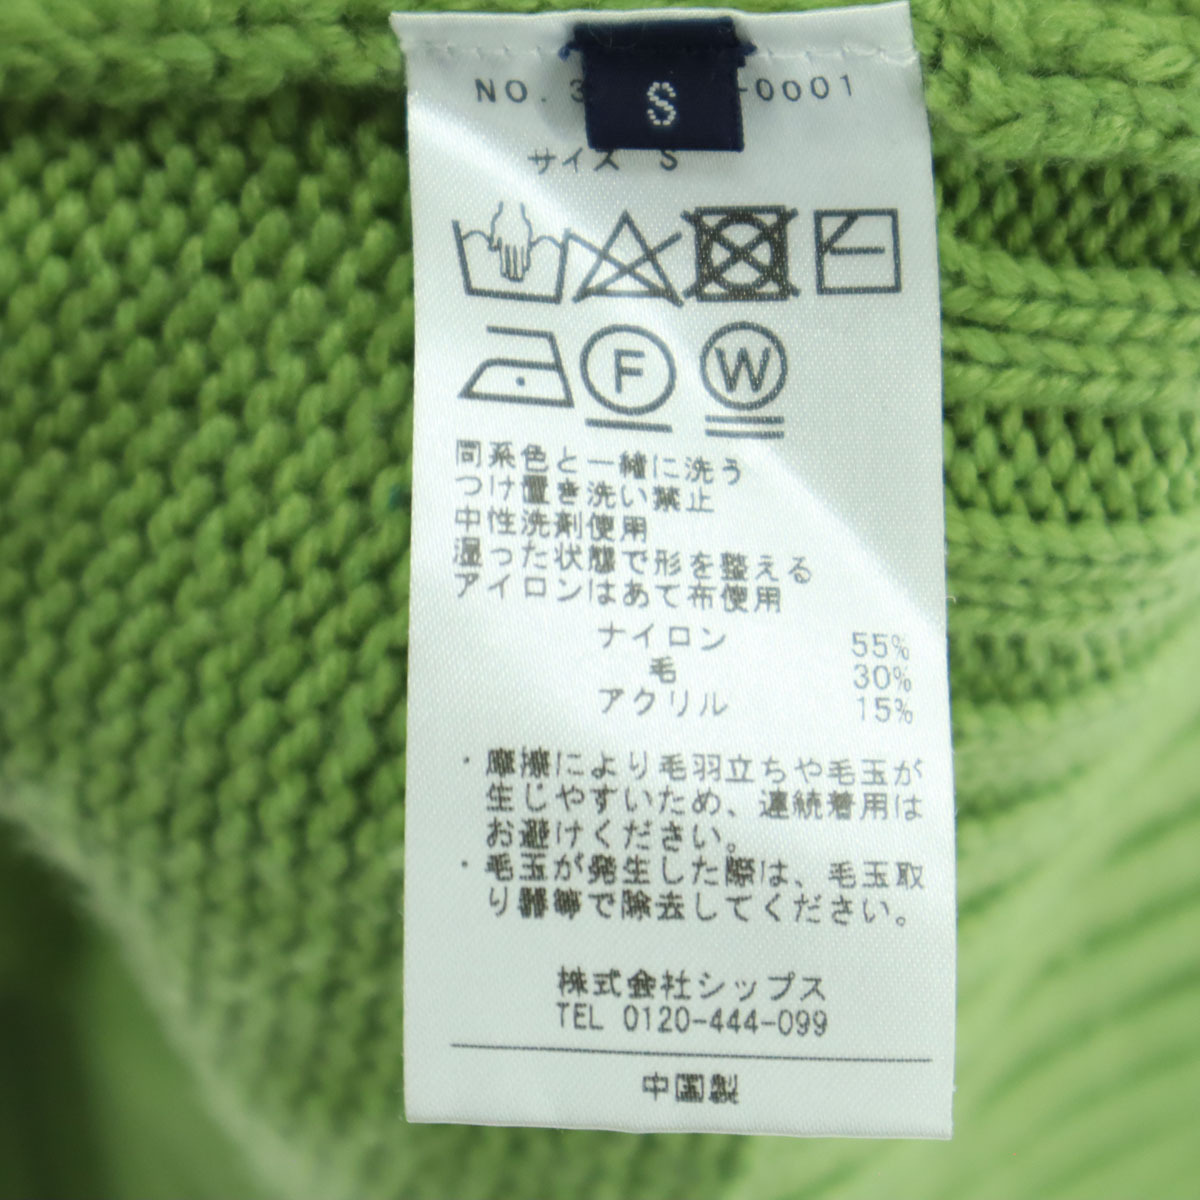 S
NO. 3 -0001
サイズ S
F W
同系色と一緒に洗う
つけ置き洗い禁止
中性洗剤使用
湿った状態で形を整える
アイロンはあて布使用
ナイロン 55%
毛 30%
アクリル 15%
・摩擦により毛羽立ちや毛玉が
生じやすいため、連続着用は
お避けください。
・毛玉が発生した際は、毛玉取
り器等で除去してください。
株式会社シップス
TEL 0120-444-099
中国製